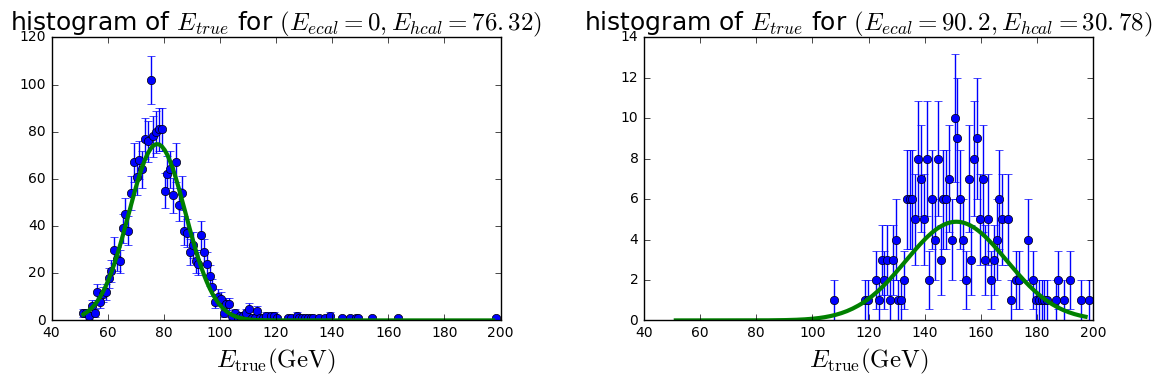 histogram of E_true for (E_ecal = 0, E_hcal = 76.32)
120
100
80
60
40
20
0
40 60 80 100 120 140 160 180 200
E_true(GeV)
histogram of E_true for (E_ecal = 90.2, E_hcal = 30.78)
14
12
10
8
6
4
2
0
40 60 80 100 120 140 160 180 200
E_true(GeV)